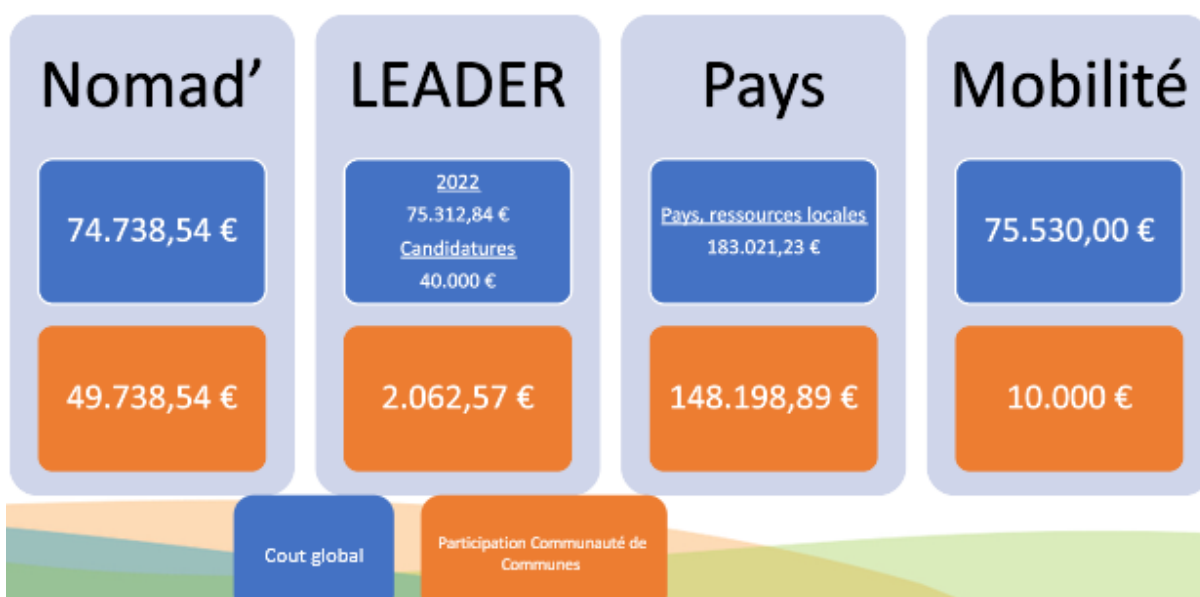 Nomad’
74.738,54 €
49.738,54 €
LEADER
2022
75.312,84 €
Candidatures
40.000 €
2.062,57 €
Pays
Pays, ressources locales
183.021,23 €
148.198,89 €
Mobilité
75.530,00 €
10.000 €
Cout global
Participation Communauté de
Communes